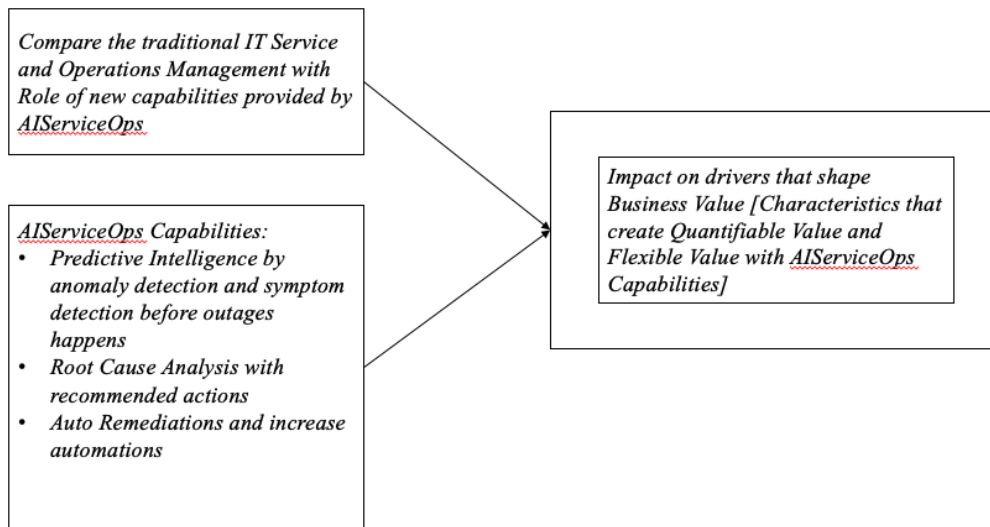 Compare the traditional IT Service
and Operations Management with
Role of new capabilities provided by
AIServiceOps
AIServiceOps Capabilities:
• Predictive Intelligence by
anomaly detection and symptom
detection before outages
happens
• Root Cause Analysis with
recommended actions
• Auto Remediations and increase
automations
Impact on drivers that shape
Business Value [Characteristics that
create Quantifiable Value and
Flexible Value with AIServiceOps
Capabilities]